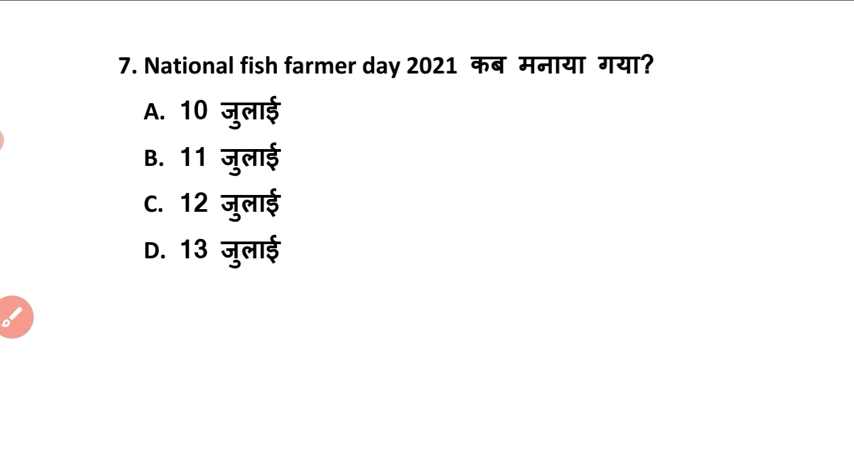 7. National fish farmer day 2021 कब मनाया गया?
A. 10 जुलाई
B. 11 जुलाई
C. 12 जुलाई
D. 13 जुलाई